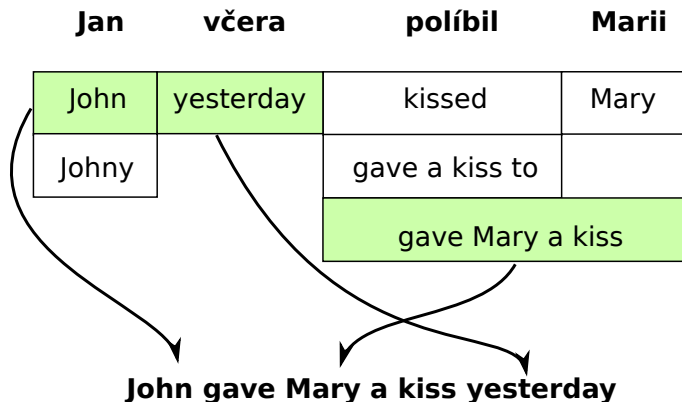 Jan včera políbil Marii
John yesterday kissed Mary
Johny gave a kiss to
gave Mary a kiss
John gave Mary a kiss yesterday